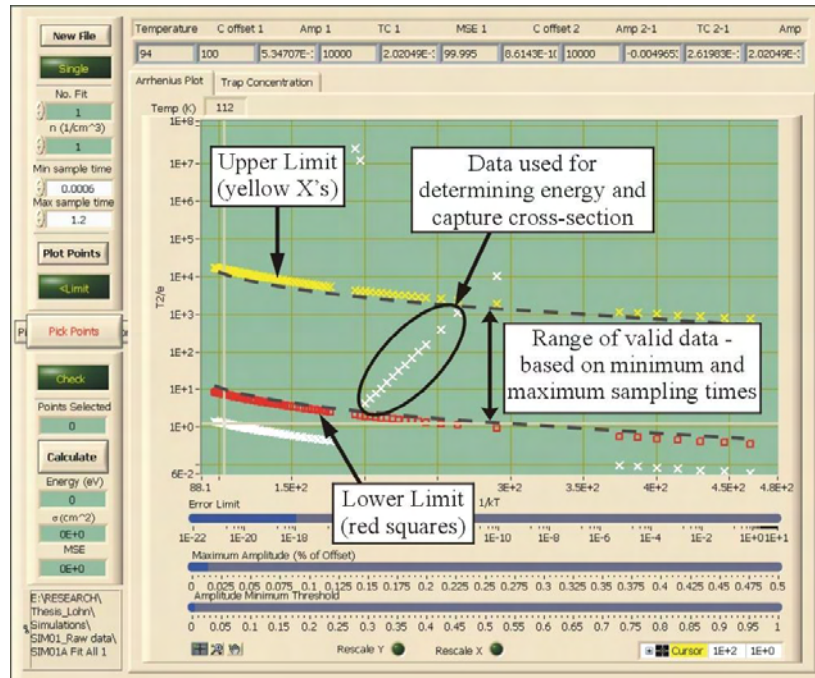 New File
Single
No. Fit
1
n (1/cm^3)
1
Min sample time
0.0006
Max sample time
1.2
Plot Points
<Limit
Pick Points
Check
Points Selected
0
Calculate
Energy (eV)
0
σ(cm^2)
0E+0
MSE
0E+0
E:\RESEARCH\
Thesis_Lohn\
Simulations\
SIM01_Raw data\
SIM01A Fit All 1
Temperature C offset 1 Amp 1 TC 1 MSE 1 C offset 2 Amp 2-1 TC 2-1 Amp
94 100 5.34707E-: 10000 2.02049E-: 99.995 8.6143E-1( 10000 -0.004965: 2.61983E-: 2.02049E-:
Arrhenius Plot Trap Concentration
Temp (K) 112
1E+8
1E+7
1E+6
1E+5
1E+4
1E+3
1E+2
1E+1
1E+0
6E-2
T2/e
Upper Limit
(yellow X's)
Data used for
determining energy and
capture cross-section
Range of valid data -
based on minimum and
maximum sampling times
Lower Limit
(red squares)
88.1 1.5E+2 3E+2 4E+2 4.8E+2
1/kT
Error Limit
1E-22 1E-20 1E-18 1E-10 1E-8 1E-6 1E-4 1E-2 1E+01E+1
Maximum Amplitude (% of Offset)
0 0.025 0.05 0.075 0.1 0.125 0.15 0.175 0.2 0.225 0.25 0.275 0.3 0.325 0.35 0.375 0.4 0.425 0.45 0.475 0.5
Amplitude Minimum Threshold
0 0.05 0.1 0.15 0.2 0.25 0.3 0.35 0.4 0.45 0.5 0.55 0.6 0.65 0.7 0.75 0.8 0.85 0.9 0.95 1
Rescale Y Rescale X Cursor 1E+2 1E+0